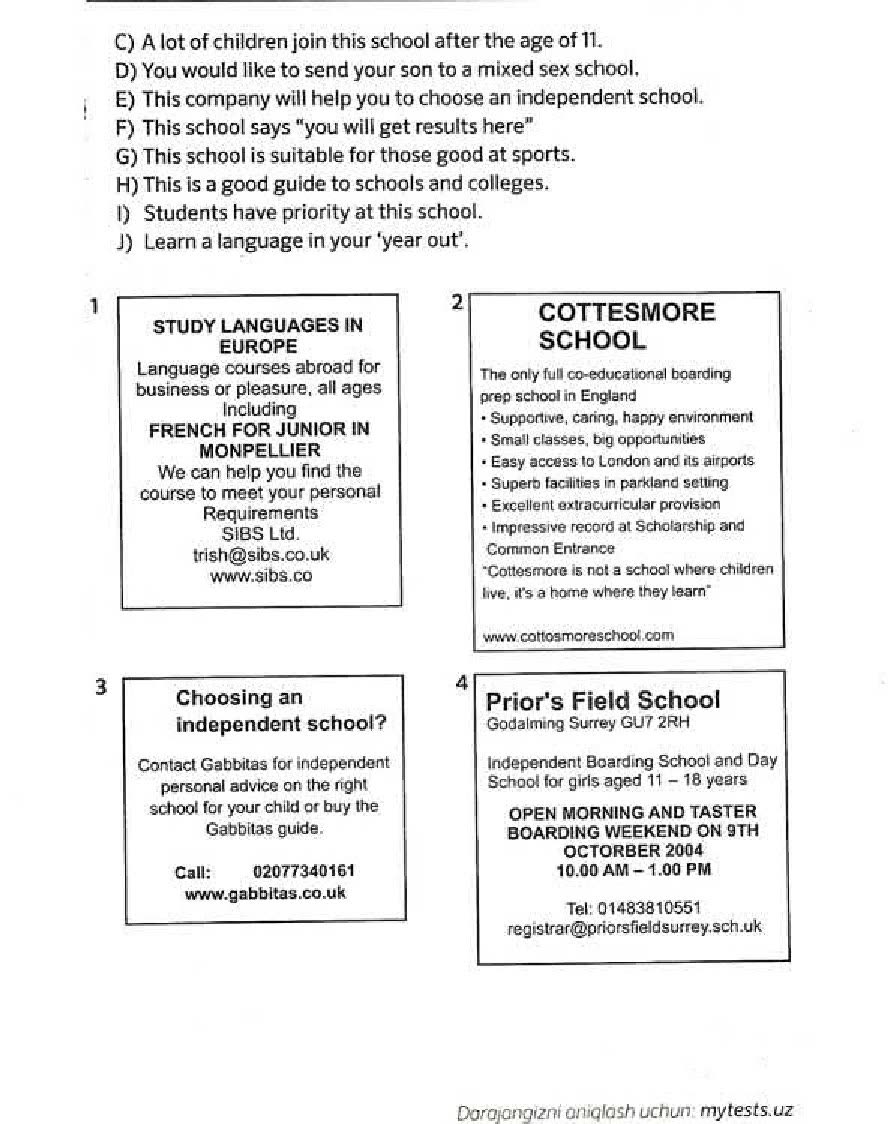 C) A lot of children join this school after the age of 11.
D) You would like to send your son to a mixed sex school.
E) This company will help you to choose an independent school.
F) This school says “you will get results here”
G) This school is suitable for those good at sports.
H) This is a good guide to schools and colleges.
I) Students have priority at this school.
J) Learn a language in your ‘year out’.
1
STUDY LANGUAGES IN
EUROPE
Language courses abroad for
business or pleasure, all ages
Including
FRENCH FOR JUNIOR IN
MONPELLIER
We can help you find the
course to meet your personal
Requirements
SIBS Ltd.
trish@sibs.co.uk
www.sibs.co
2
COTTESMORE
SCHOOL
The only full co-educational boarding
prep school in England
• Supportive, caring, happy environment
• Small classes, big opportunities
• Easy access to London and its airports
• Superb facilities in parkland setting
• Excellent extracurricular provision
• Impressive record at Scholarship and
Common Entrance
"Cottesmore is not a school where children
live, it's a home where they learn"
www.cottosmoreschool.com
3
Choosing an
independent school?
Contact Gabbitas for independent
personal advice on the right
school for your child or buy the
Gabbitas guide.
Call: 02077340161
www.gabbitas.co.uk
4
Prior's Field School
Godalming Surrey GU7 2RH
Independent Boarding School and Day
School for girls aged 11 – 18 years
OPEN MORNING AND TASTER
BOARDING WEEKEND ON 9TH
OCTORBER 2004
10.00 AM – 1.00 PM
Tel: 01483810551
registrar@priorsfieldsurrey.sch.uk
Darajangizni aniqlash uchun: mytests.uz